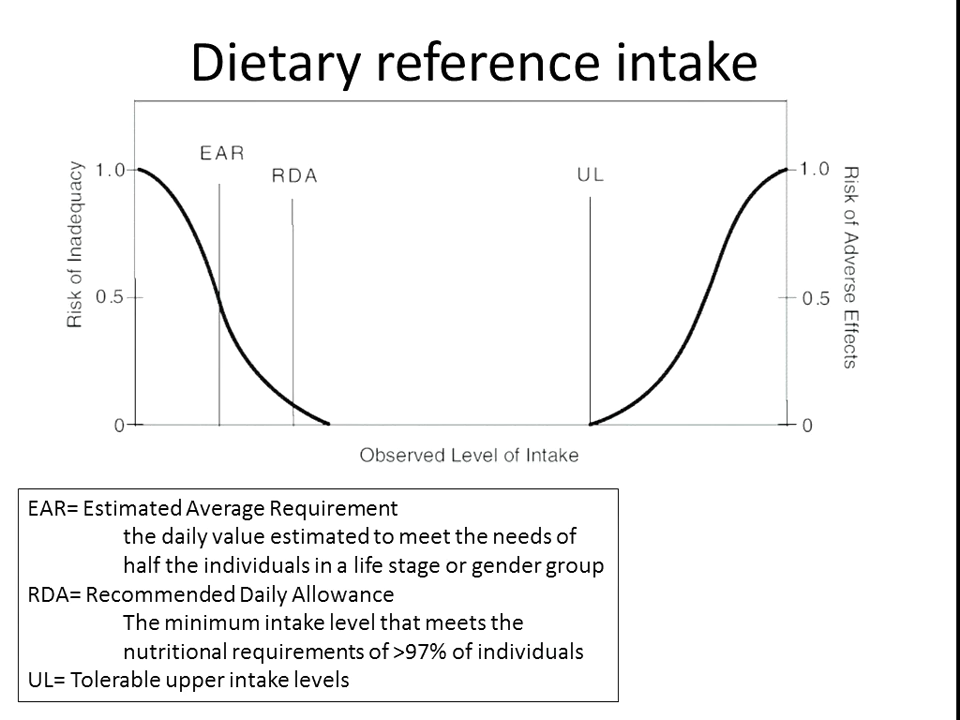 Dietary reference intake
EAR
RDA
UL
Risk of Inadequacy
1.0
0.5
0
1.0
0.5
0
Risk of Adverse Effects
Observed Level of Intake
EAR= Estimated Average Requirement
the daily value estimated to meet the needs of
half the individuals in a life stage or gender group
RDA= Recommended Daily Allowance
The minimum intake level that meets the
nutritional requirements of >97% of individuals
UL= Tolerable upper intake levels